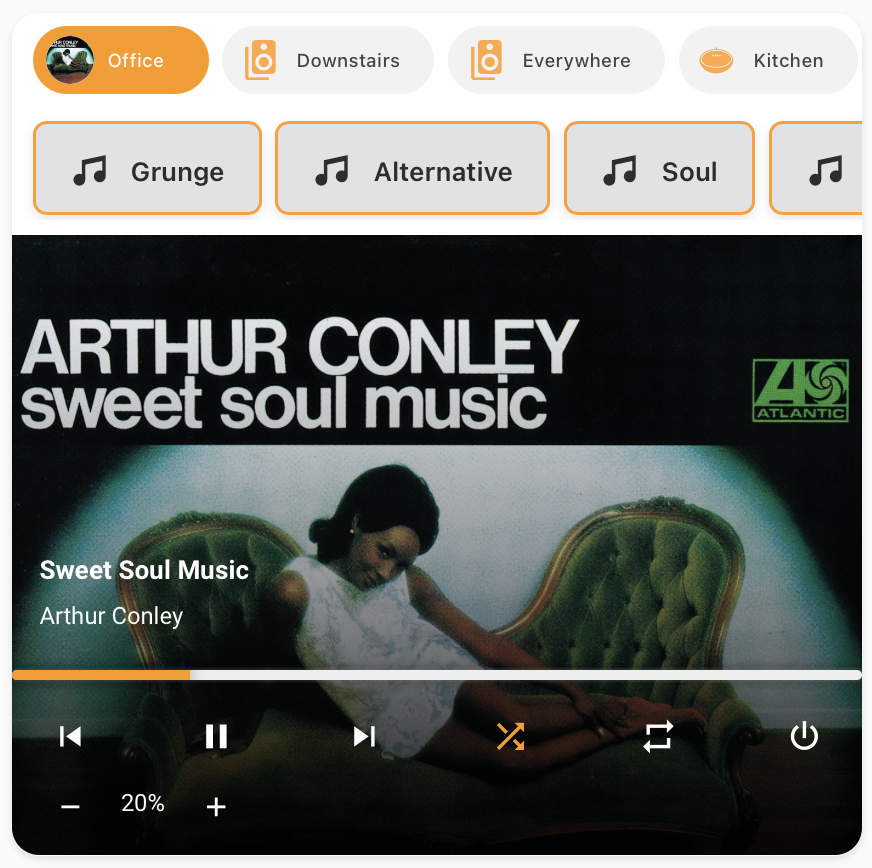 Office
Downstairs
Everywhere
Kitchen
Grunge
Alternative
Soul
ARTHUR CONLEY
sweet soul music
ATLANTIC
Sweet Soul Music
Arthur Conley
20%